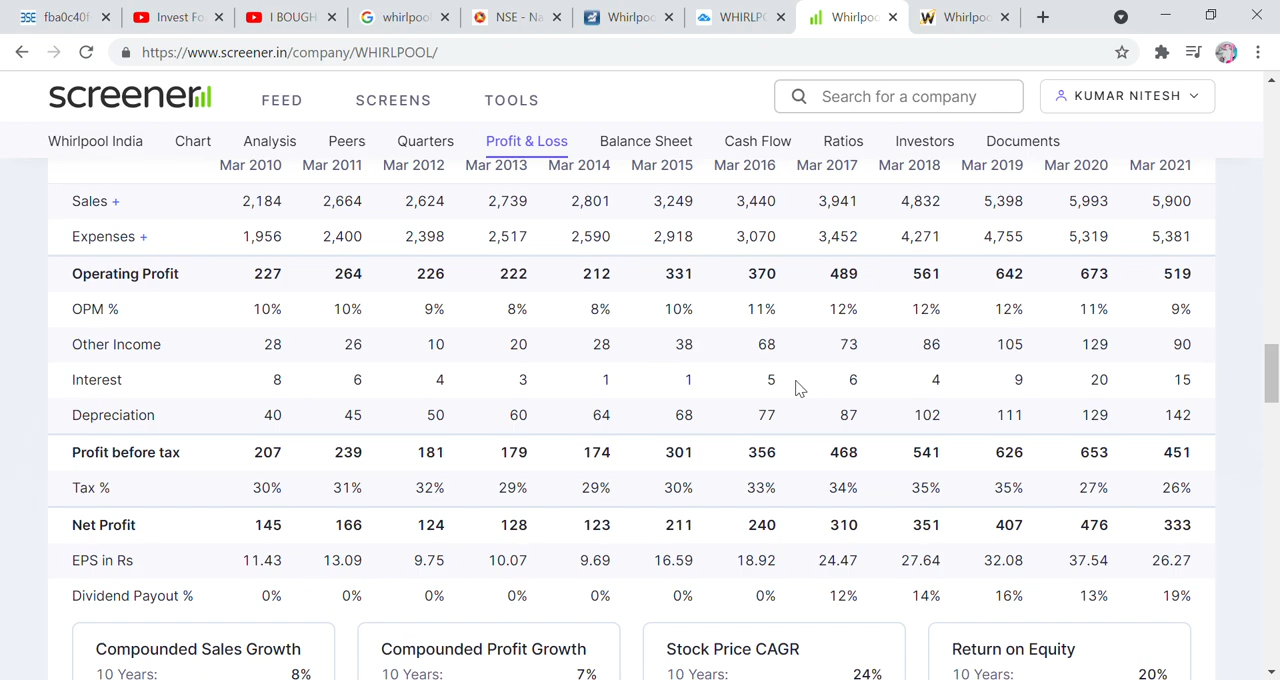 fba0c40f Invest Fo I BOUGH whirlpool NSE - Na Whirlpoo WHIRLPO Whirlpoo Whirlpoo
https://www.screener.in/company/WHIRLPOOL/
screener FEED SCREENS TOOLS Search for a company KUMAR NITESH
Whirlpool India Chart Analysis Peers Quarters Profit & Loss Balance Sheet Cash Flow Ratios Investors Documents
Mar 2010 Mar 2011 Mar 2012 Mar 2013 Mar 2014 Mar 2015 Mar 2016 Mar 2017 Mar 2018 Mar 2019 Mar 2020 Mar 2021
Sales + 2,184 2,664 2,624 2,739 2,801 3,249 3,440 3,941 4,832 5,398 5,993 5,900
Expenses + 1,956 2,400 2,398 2,517 2,590 2,918 3,070 3,452 4,271 4,755 5,319 5,381
Operating Profit 227 264 226 222 212 331 370 489 561 642 673 519
OPM % 10% 10% 9% 8% 8% 10% 11% 12% 12% 12% 11% 9%
Other Income 28 26 10 20 28 38 68 73 86 105 129 90
Interest 8 6 4 3 1 1 5 6 4 9 20 15
Depreciation 40 45 50 60 64 68 77 87 102 111 129 142
Profit before tax 207 239 181 179 174 301 356 468 541 626 653 451
Tax % 30% 31% 32% 29% 29% 30% 33% 34% 35% 35% 27% 26%
Net Profit 145 166 124 128 123 211 240 310 351 407 476 333
EPS in Rs 11.43 13.09 9.75 10.07 9.69 16.59 18.92 24.47 27.64 32.08 37.54 26.27
Dividend Payout % 0% 0% 0% 0% 0% 0% 0% 12% 14% 16% 13% 19%
Compounded Sales Growth Compounded Profit Growth Stock Price CAGR Return on Equity
10 Years: 8% 10 Years: 7% 10 Years: 24% 10 Years: 20%